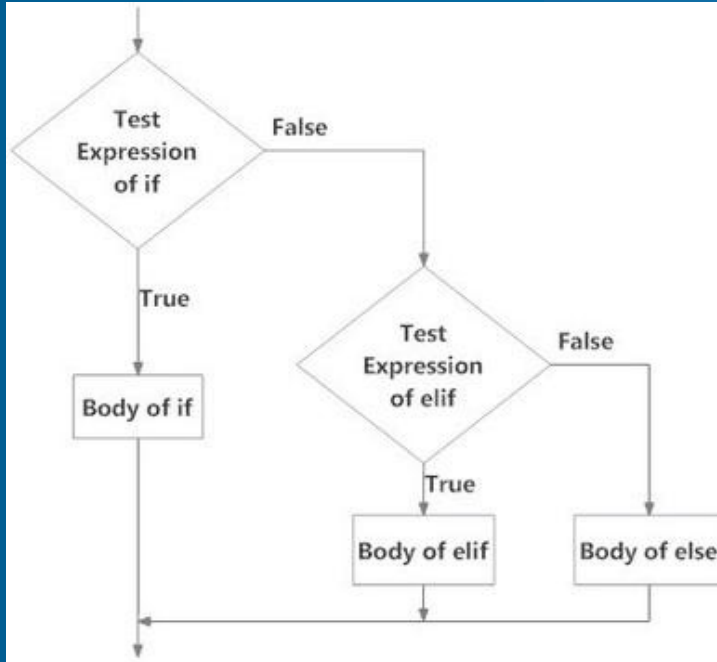 Test
Expression
of if
False
True
Body of if
Test
Expression
of elif
False
True
Body of elif
Body of else